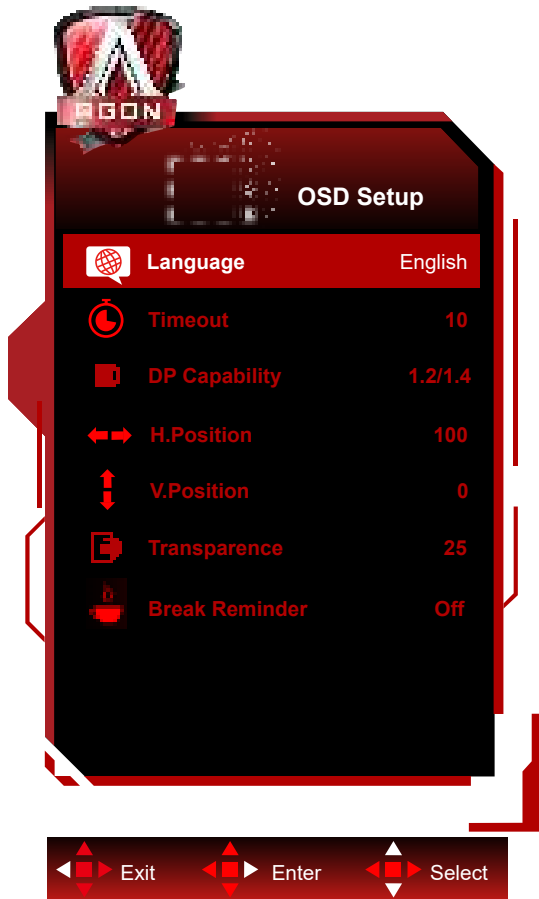 AGON
OSD Setup
Language English
Timeout 10
DP Capability 1.2/1.4
H.Position 100
V.Position 0
Transparence 25
Break Reminder Off
Exit Enter Select